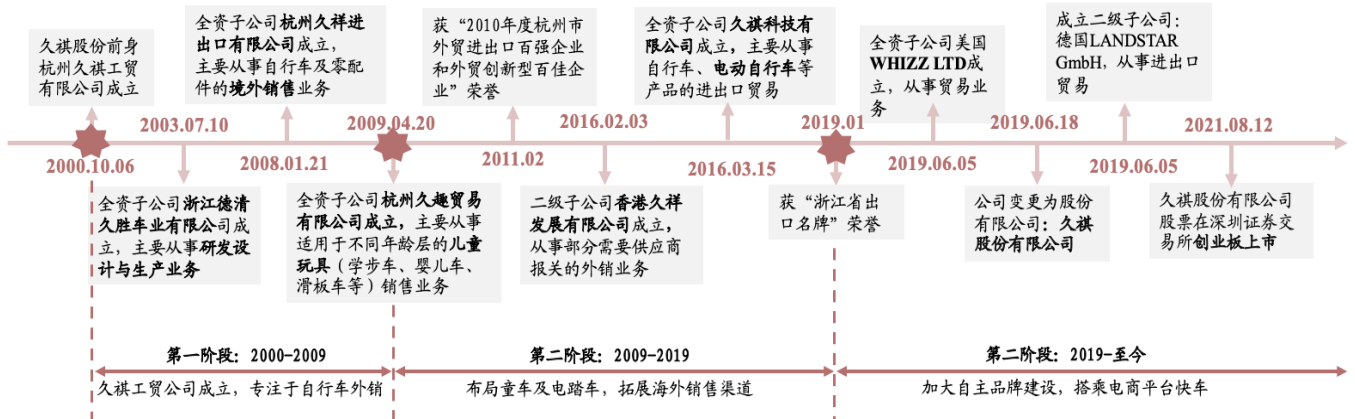 久祺股份前身
杭州久祺工贸
有限公司成立
全资子公司杭州久祥进
出口有限公司成立，
主要从事自行车及零配
件的境外销售业务
获“2010年度杭州市
外贸进出口百强企业
和外贸创新型百佳企
业”荣誉
全资子公司久祺科技有
限公司成立，主要从事
自行车、电动自行车等
产品的进出口贸易
全资子公司美国
WHIZZ LTD成
立，从事贸易业
务
成立二级子公司：
德国LANDSTAR
GmbH，从事进出口
贸易
2003.07.10
2009.04.20
2016.02.03
2019.01
2019.06.18
2021.08.12
2000.10.06
2008.01.21
2011.02
2016.03.15
2019.06.05
2019.06.05
全资子公司浙江德清
久胜车业有限公司成
立，主要从事研发设
计与生产业务
全资子公司杭州久趣贸易
有限公司成立，主要从事
适用于不同年龄层的儿童
玩具（学步车、婴儿车、
滑板车等）销售业务
二级子公司香港久祥
发展有限公司成立，
从事部分需要供应商
报关的外销业务
获“浙江省出
口名牌”荣誉
公司变更为股份
有限公司：久祺
股份有限公司
久祺股份有限公司
股票在深圳证券交
易所创业板上市
第一阶段：2000-2009
久祺工贸公司成立，专注于自行车外销
第二阶段：2009-2019
布局童车及电踏车，拓展海外销售渠道
第二阶段：2019-至今
加大自主品牌建设，搭乘电商平台快车